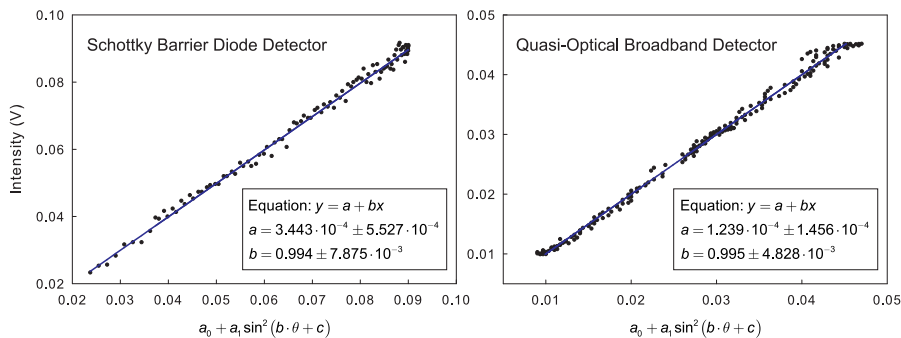 Schottky Barrier Diode Detector
Intensity (V)
0.10
0.08
0.06
0.04
0.02
Equation: y = a + bx
a = 3.443·10⁻⁴ ± 5.527·10⁻⁴
b = 0.994 ± 7.875·10⁻³
0.02 0.03 0.04 0.05 0.06 0.07 0.08 0.09 0.10
a₀ + a₁ sin² (b · θ + c)
Quasi-Optical Broadband Detector
0.05
0.04
0.03
0.02
0.01
Equation: y = a + bx
a = 1.239·10⁻⁴ ± 1.456·10⁻⁴
b = 0.995 ± 4.828·10⁻³
0.01 0.02 0.03 0.04 0.05
a₀ + a₁ sin² (b · θ + c)